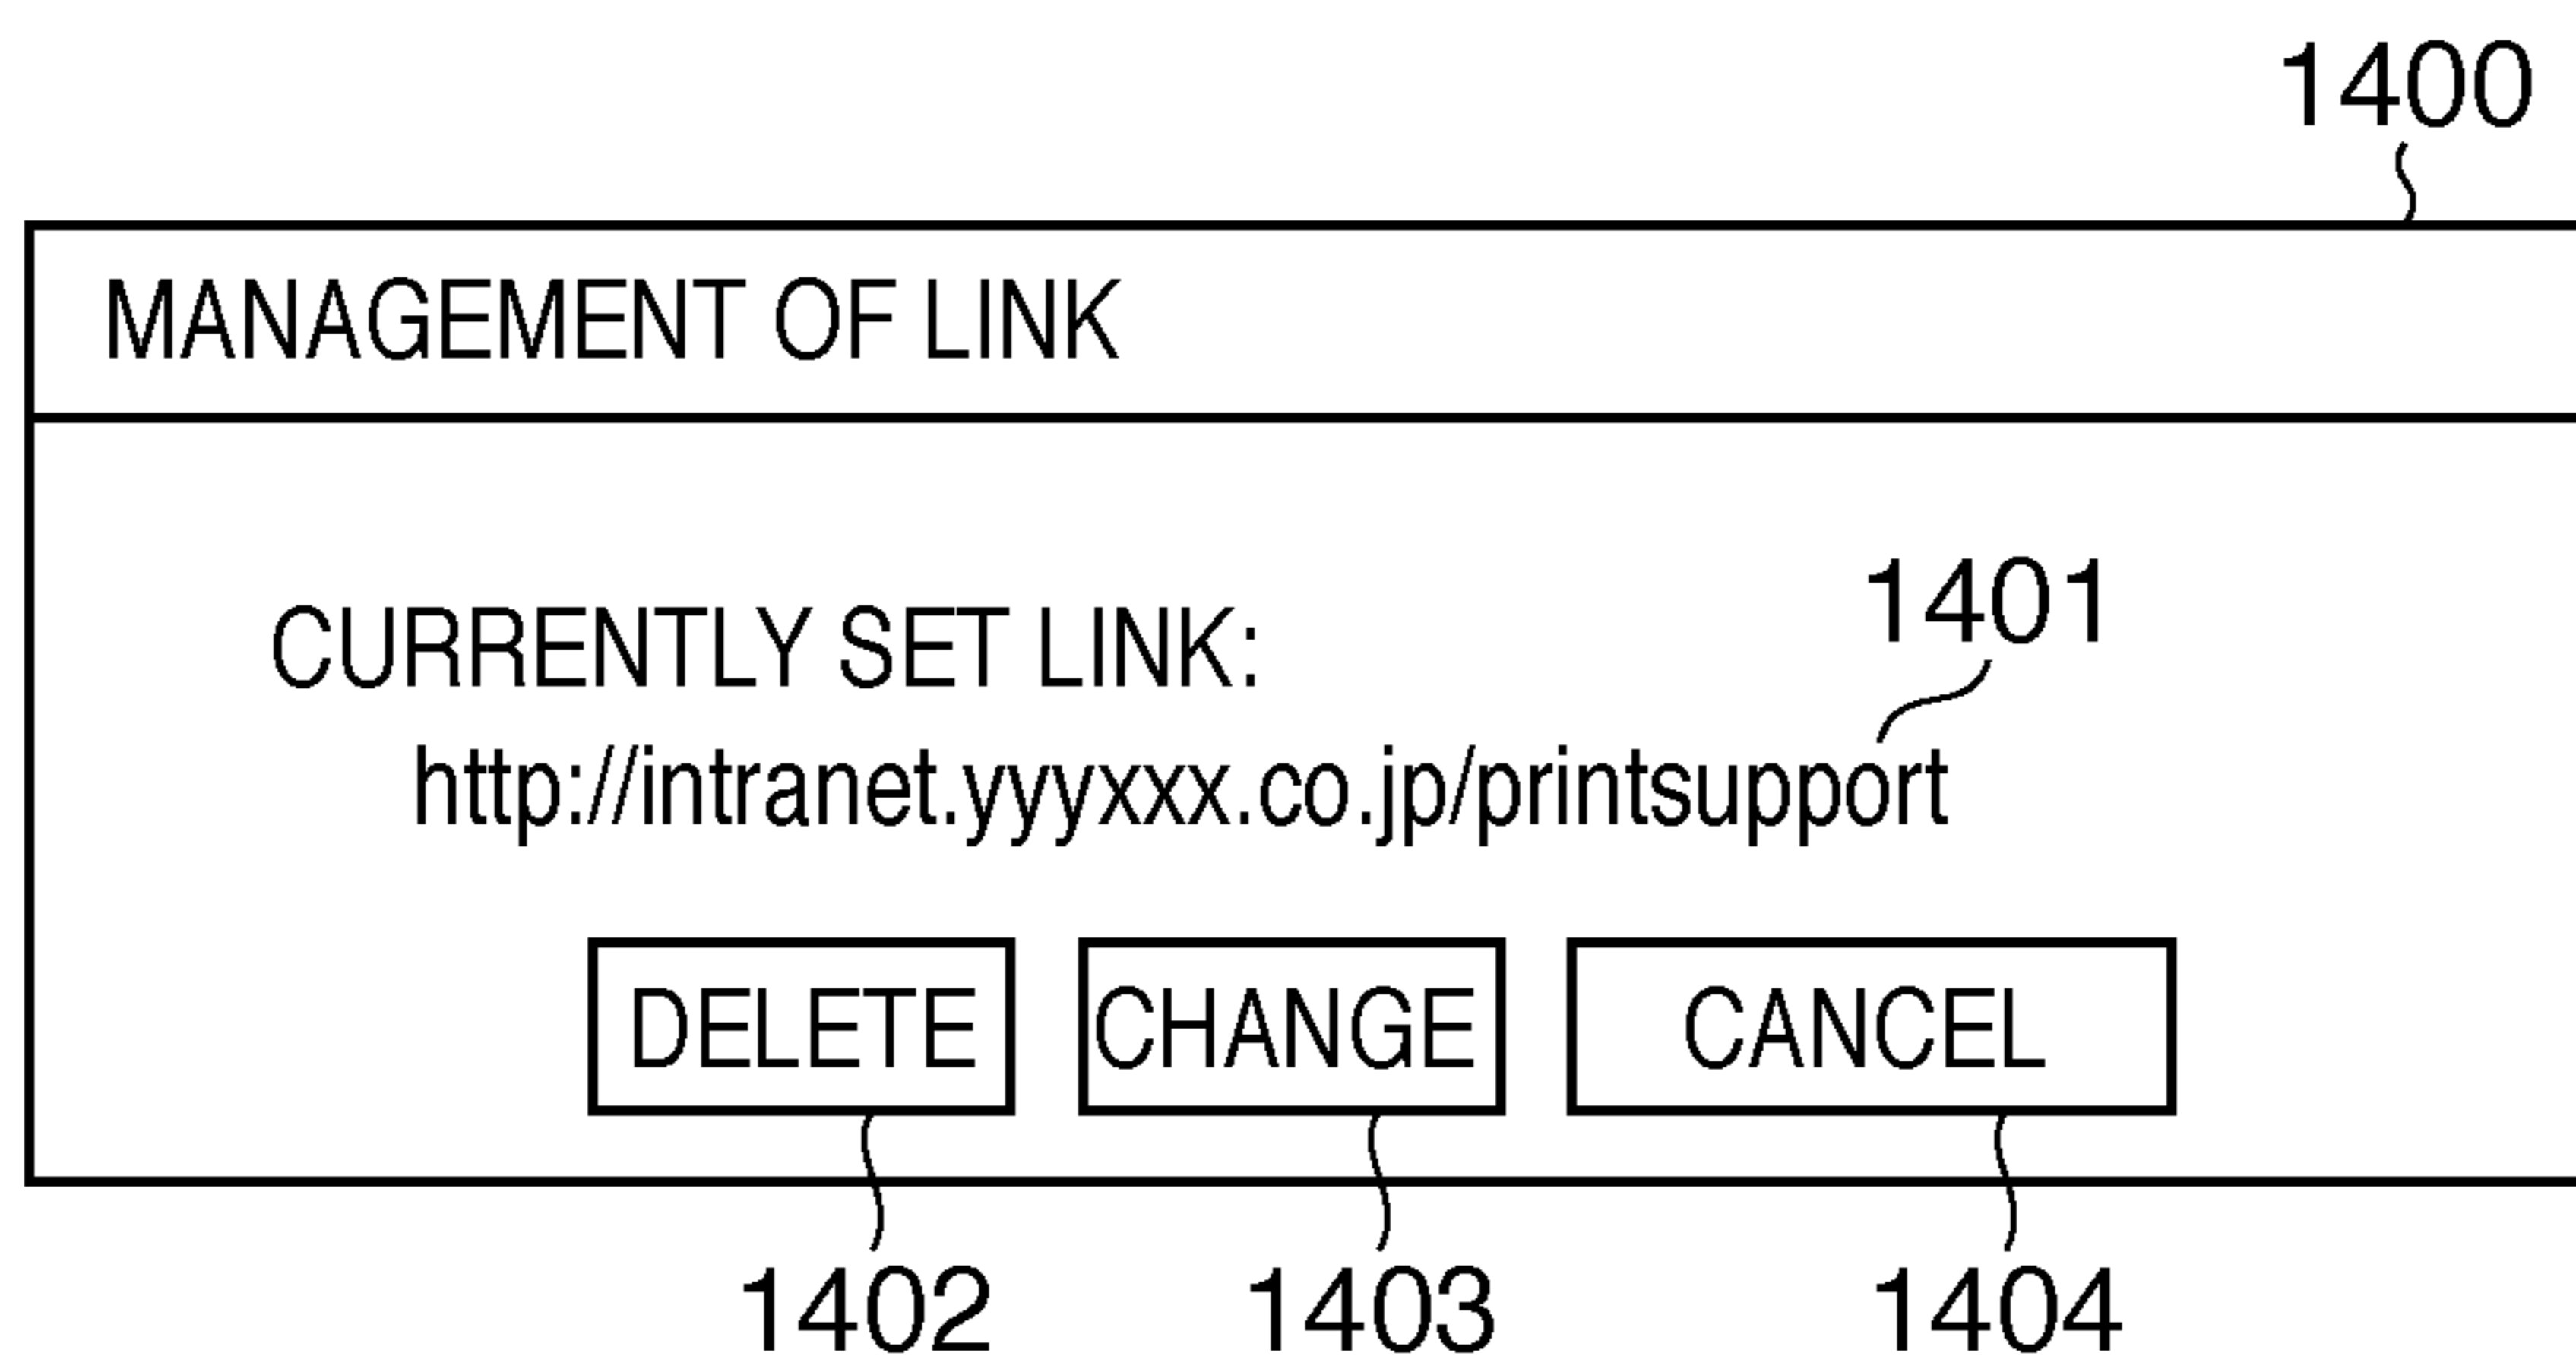 1400
MANAGEMENT OF LINK
1401
CURRENTLY SET LINK:
http://intranet.yyyxxx.co.jp/printsupport
DELETE CHANGE CANCEL
1402 1403 1404